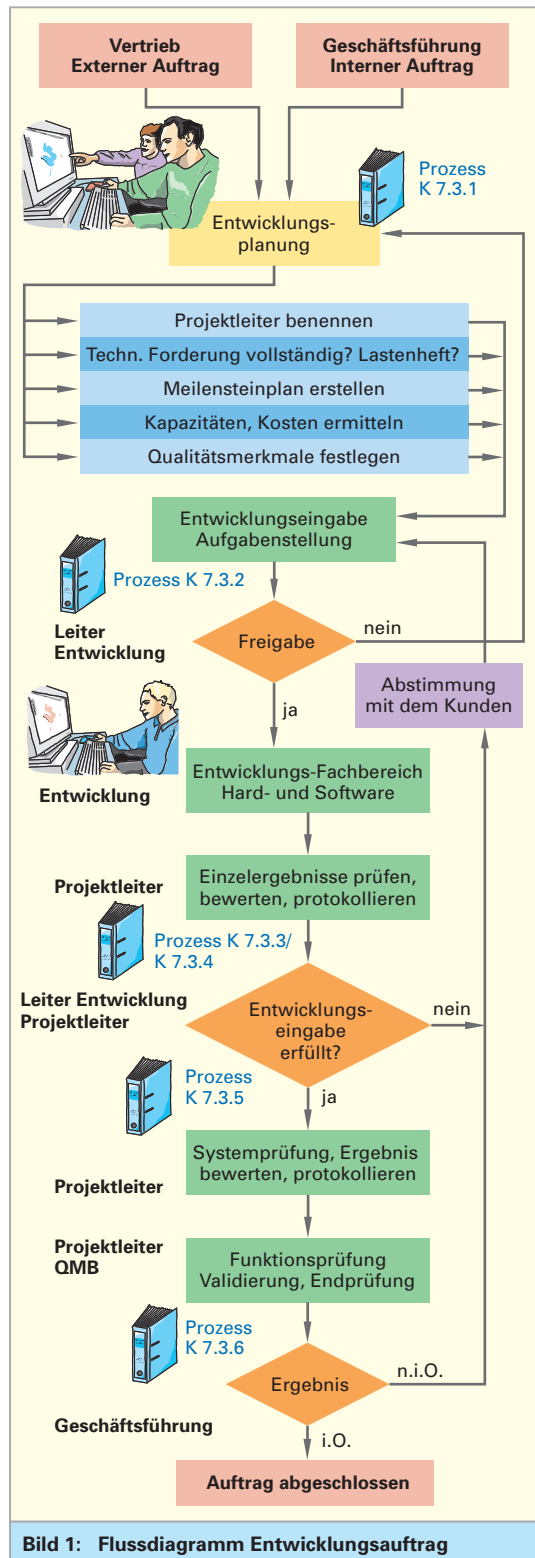 Vertrieb
Externer Auftrag
Geschäftsführung
Interner Auftrag
Prozess
K 7.3.1
Entwicklungs-
planung
Projektleiter benennen
Techn. Forderung vollständig? Lastenheft?
Meilensteinplan erstellen
Kapazitäten, Kosten ermitteln
Qualitätsmerkmale festlegen
Entwicklungseingabe
Aufgabenstellung
Prozess K 7.3.2
Leiter
Entwicklung
Freigabe
nein
ja
Abstimmung
mit dem Kunden
Entwicklung
Entwicklungs-Fachbereich
Hard- und Software
Projektleiter
Einzelergebnisse prüfen,
bewerten, protokollieren
Prozess K 7.3.3/
K 7.3.4
Leiter Entwicklung
Projektleiter
Entwicklungs-
eingabe
erfüllt?
nein
Prozess
K 7.3.5
ja
Systemprüfung, Ergebnis
bewerten, protokollieren
Projektleiter
Projektleiter
QMB
Funktionsprüfung
Validierung, Endprüfung
Prozess
K 7.3.6
Ergebnis
n.i.O.
Geschäftsführung
i.O.
Auftrag abgeschlossen
Bild 1: Flussdiagramm Entwicklungsauftrag